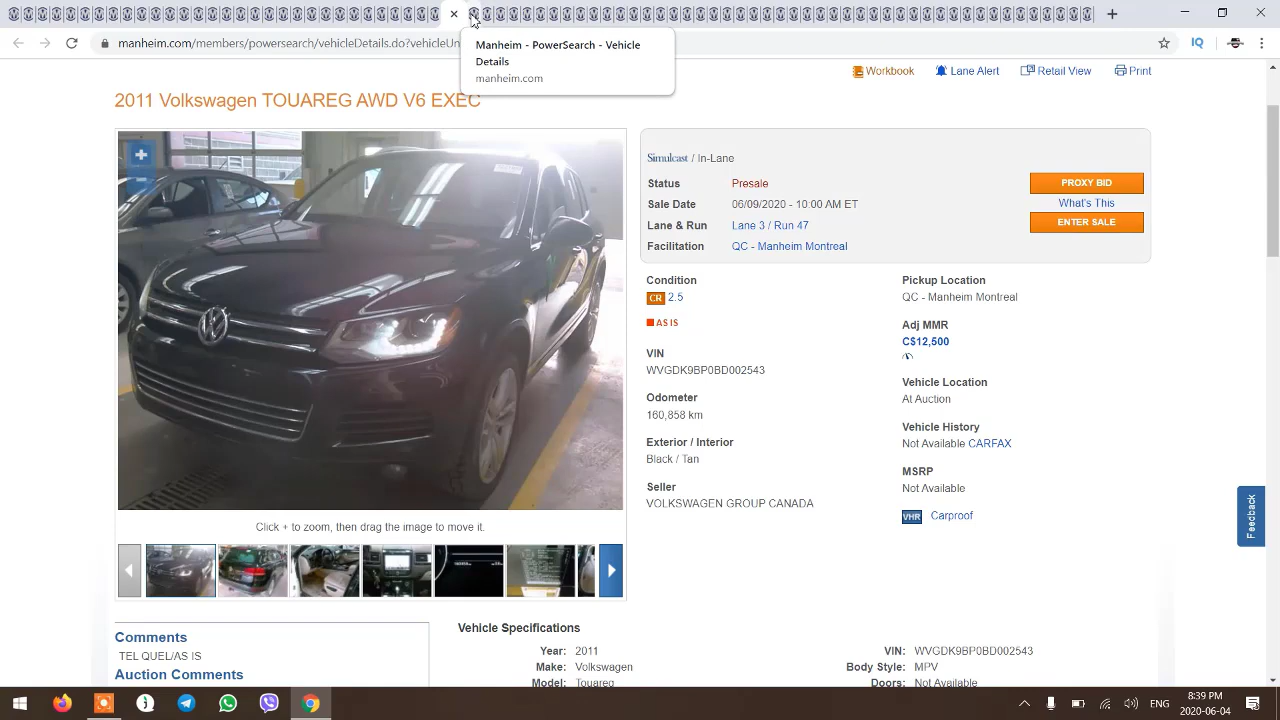 manheim.com/members/powersearch/vehicleDetails.do?vehicleUn
IQ
Manheim - PowerSearch - Vehicle
Details
manheim.com
Workbook
Lane Alert
Retail View
Print
2011 Volkswagen TOUAREG AWD V6 EXEC
Simulcast / In-Lane
Status Presale
PROXY BID
Sale Date 06/09/2020 - 10:00 AM ET
What's This
Lane & Run Lane 3 / Run 47
ENTER SALE
Facilitation QC - Manheim Montreal
Condition
CR 2.5
AS IS
VIN
WVGDK9BP0BD002543
Odometer
160,858 km
Exterior / Interior
Black / Tan
Seller
VOLKSWAGEN GROUP CANADA
Pickup Location
QC - Manheim Montreal
Adj MMR
C$12,500
Vehicle Location
At Auction
Vehicle History
Not Available CARFAX
MSRP
Not Available
VHR Carproof
Feedback
Click + to zoom, then drag the image to move it.
Comments
TEL QUEL/AS IS
Auction Comments
Vehicle Specifications
Year: 2011
Make: Volkswagen
Model: Touareg
VIN: WVGDK9BP0BD002543
Body Style: MPV
Doors: Not Available
ENG
8:39 PM
2020-06-04